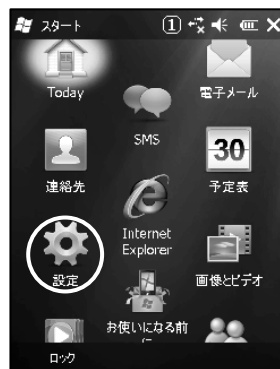 スタート
1
Today
SMS
電子メール
連絡先
30
予定表
Internet
Explorer
設定
画像とビデオ
お使いになる前
に
ロック